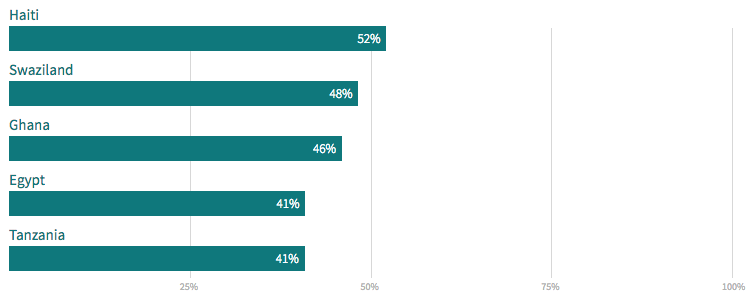 Haiti
52%
Swaziland
48%
Ghana
46%
Egypt
41%
Tanzania
41%
25% 50% 75% 100%